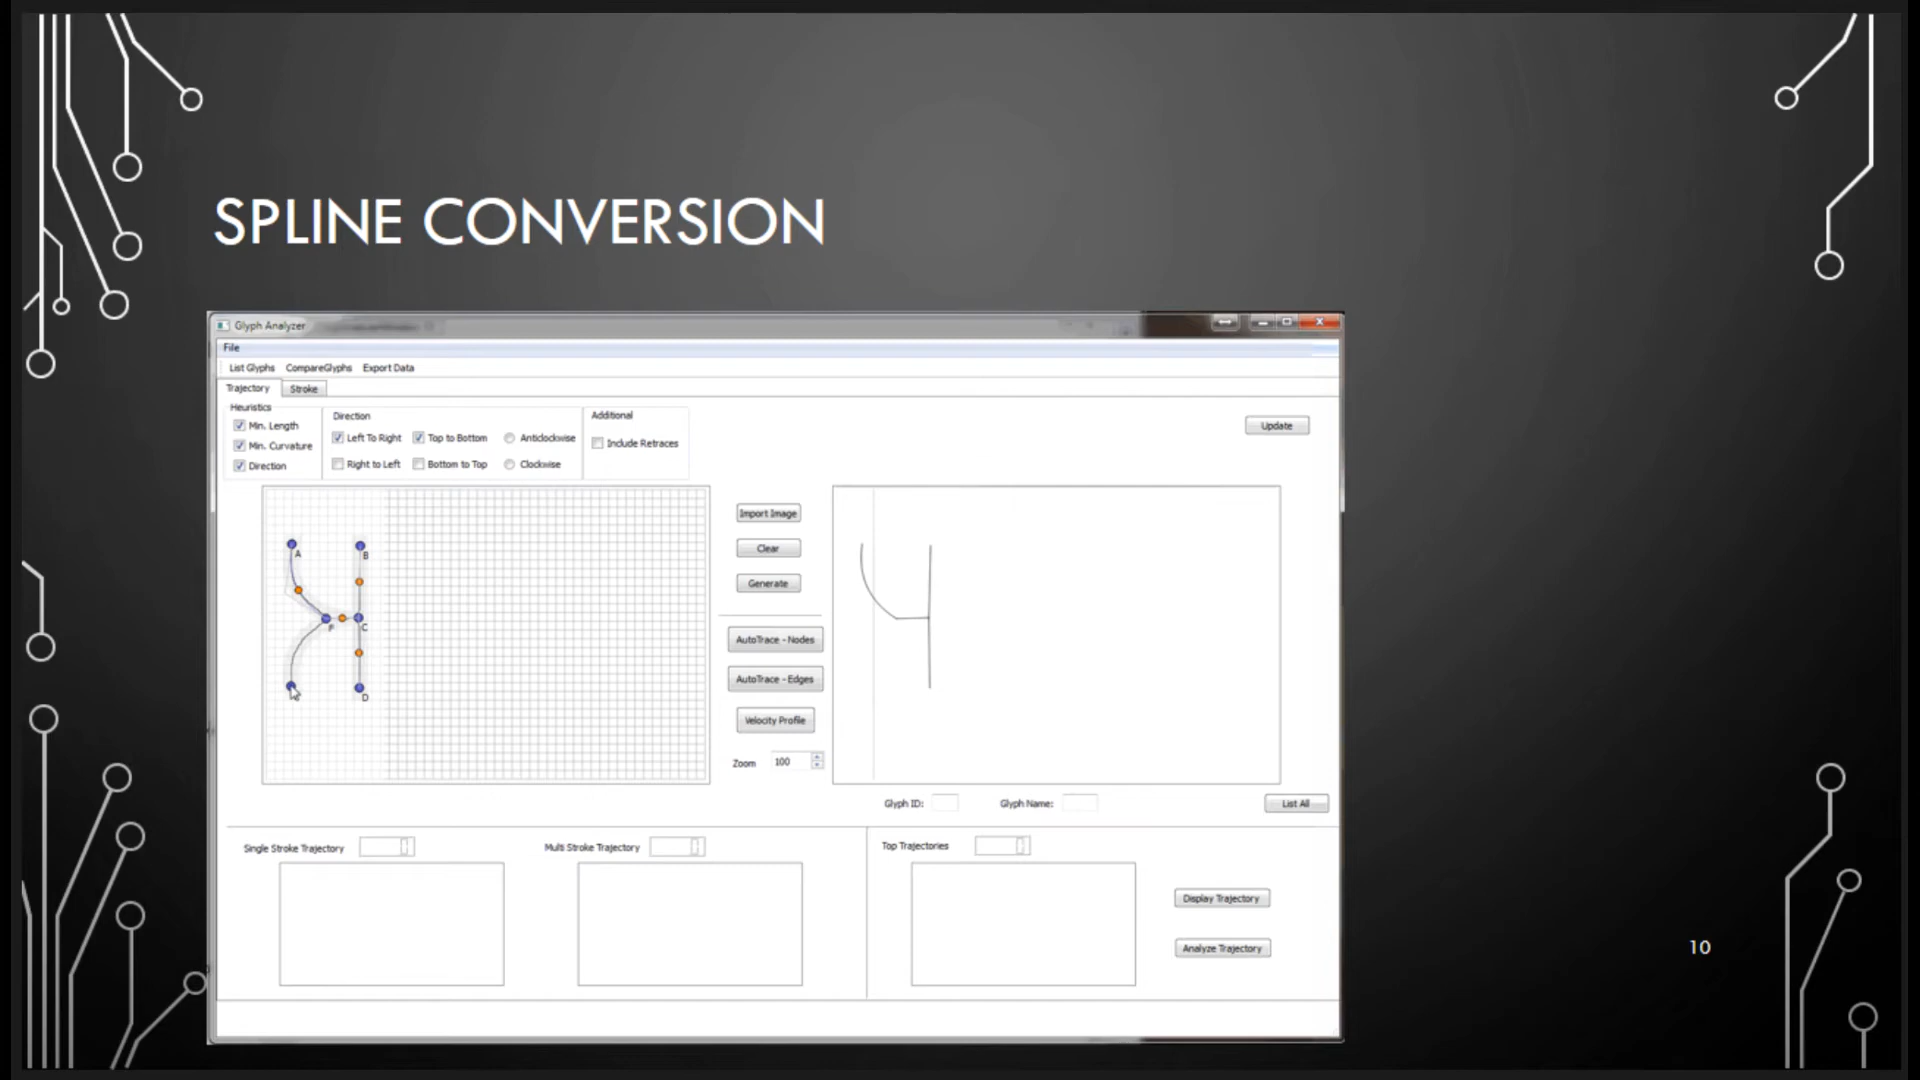 SPLINE CONVERSION
Glyph Analyzer
File
List Glyphs CompareGlyphs Export Data
Trajectory Stroke
Heuristics
Min. Length
Min. Curvature
Direction
Direction
Left To Right Top to Bottom Anticlockwise
Right to Left Bottom to Top Clockwise
Additional
Include Retraces
Update
A
B
C
D
Import Image
Clear
Generate
AutoTrace - Nodes
AutoTrace - Edges
Velocity Profile
Zoom 100
Glyph ID: Glyph Name: List All
Single Stroke Trajectory
Multi Stroke Trajectory
Top Trajectories
Display Trajectory
Analyze Trajectory
10